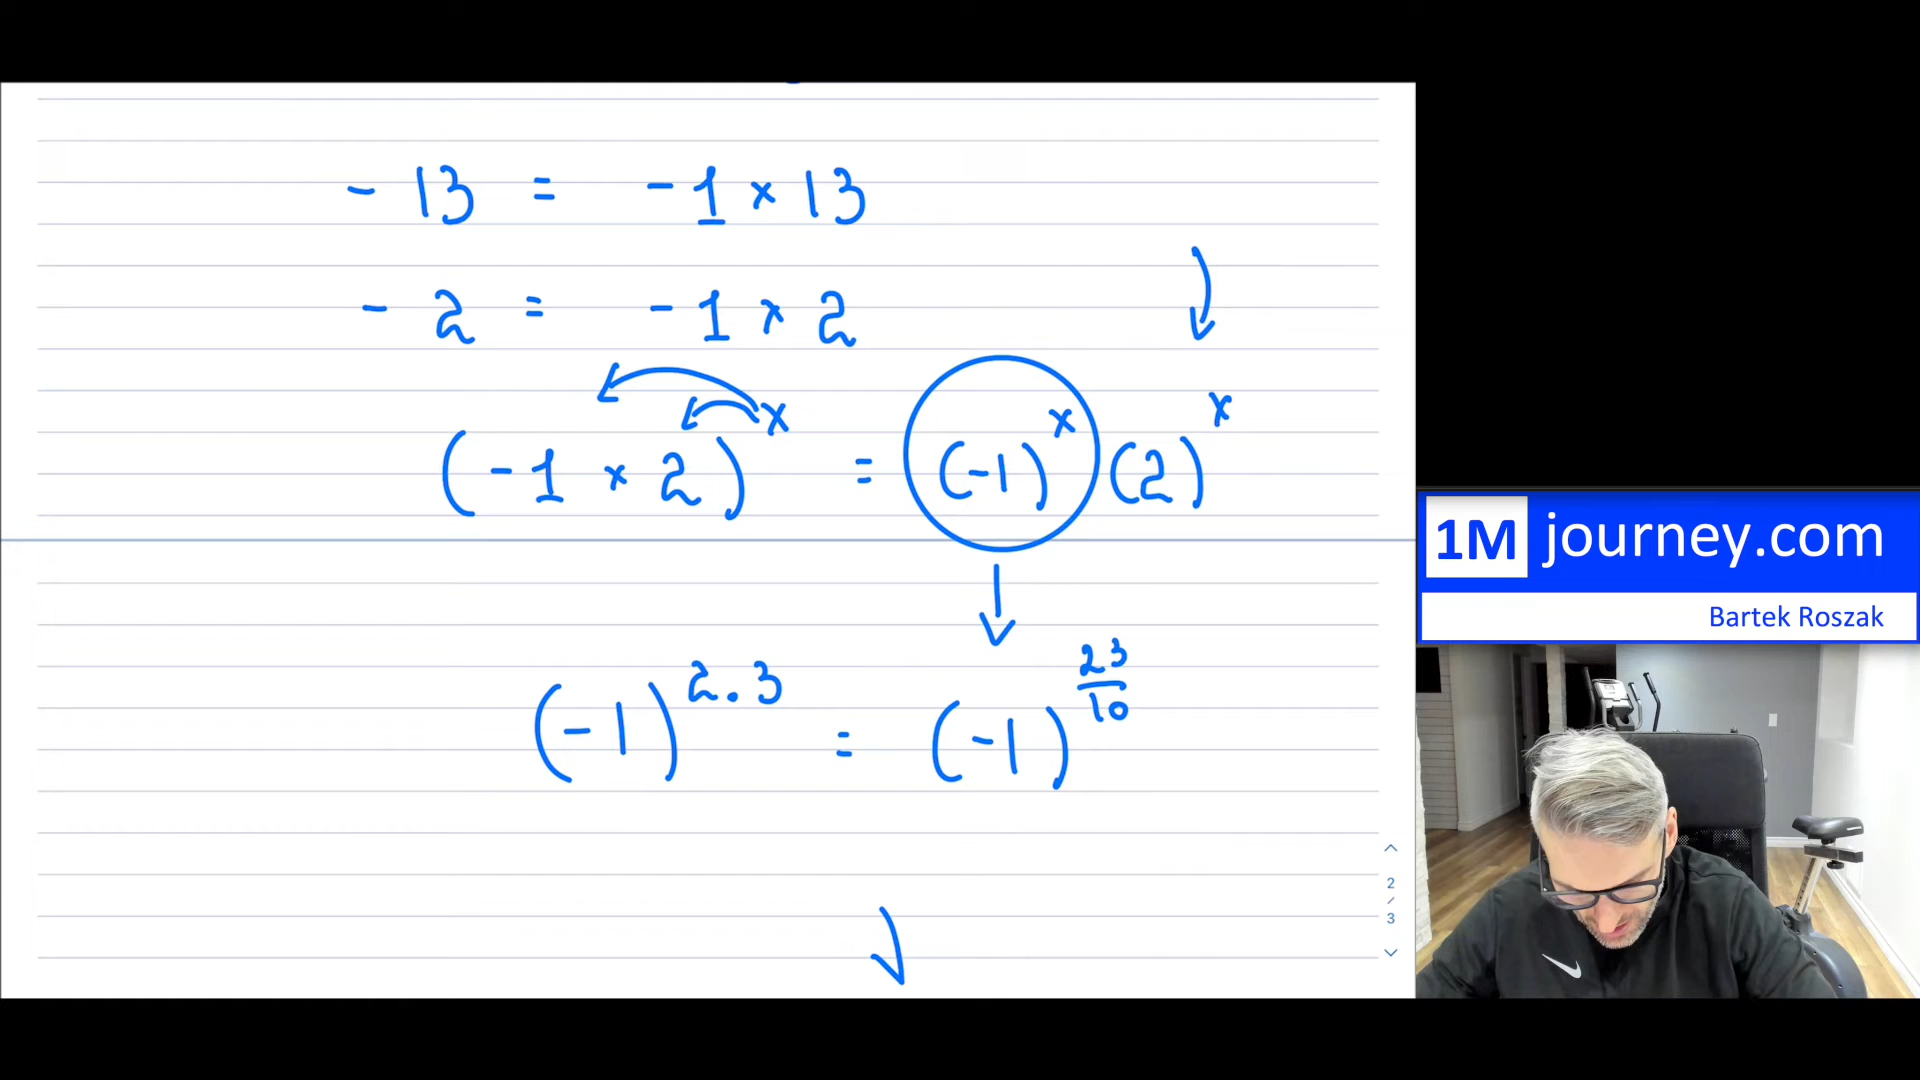 - 13 = - 1 × 13
- 2 = - 1 × 2
(-1 × 2)^x = (-1)^x (2)^x
(-1)^2.3 = (-1)^23/10
√
2
/
3
1M journey.com
Bartek Roszak